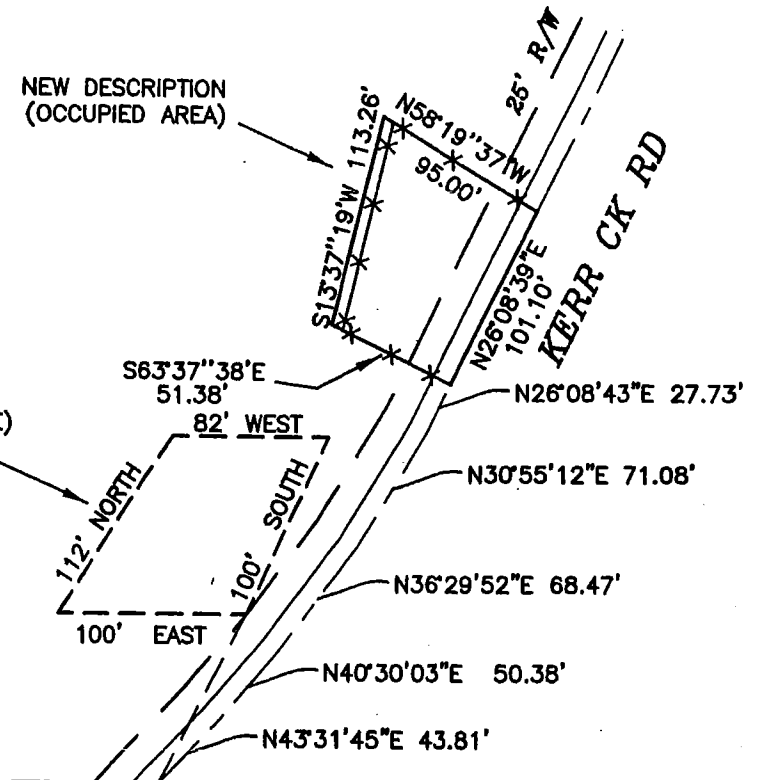 25' R/W
NEW DESCRIPTION
(OCCUPIED AREA)
N58°19''37'W
95.00'
S13°37''19'W 113.26'
N26°08'39"E
101.10'
KERR CK RD
S63°37''38'E
51.38'
N26°08'43"E 27.73'
82' WEST
112' NORTH
100' SOUTH
100' EAST
N30°55'12"E 71.08'
N36°29'52"E 68.47'
N40°30'03"E 50.38'
N43°31'45"E 43.81'